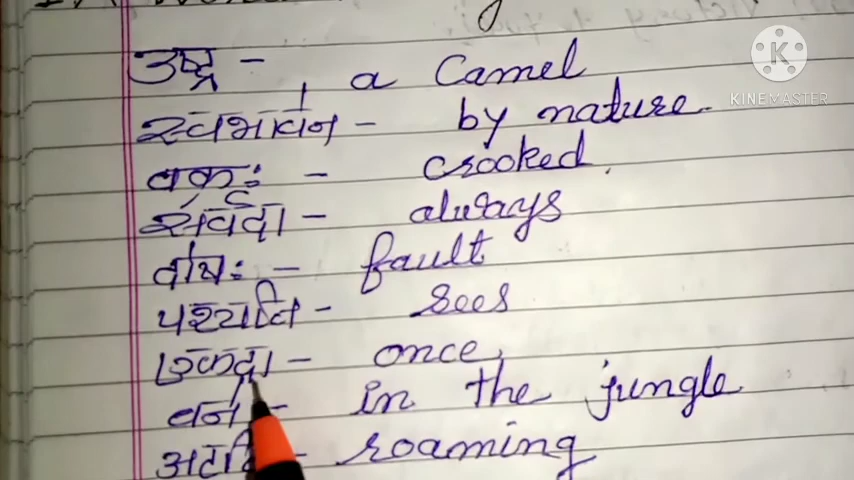 उष्ट्र - a Camel
स्वभावेन - by nature.
वक्रः - crooked.
सर्वदा - always
दोषः - fault
पश्यति - sees
एकदा - once,
वने - in the jungle
roaming
KINEMASTER